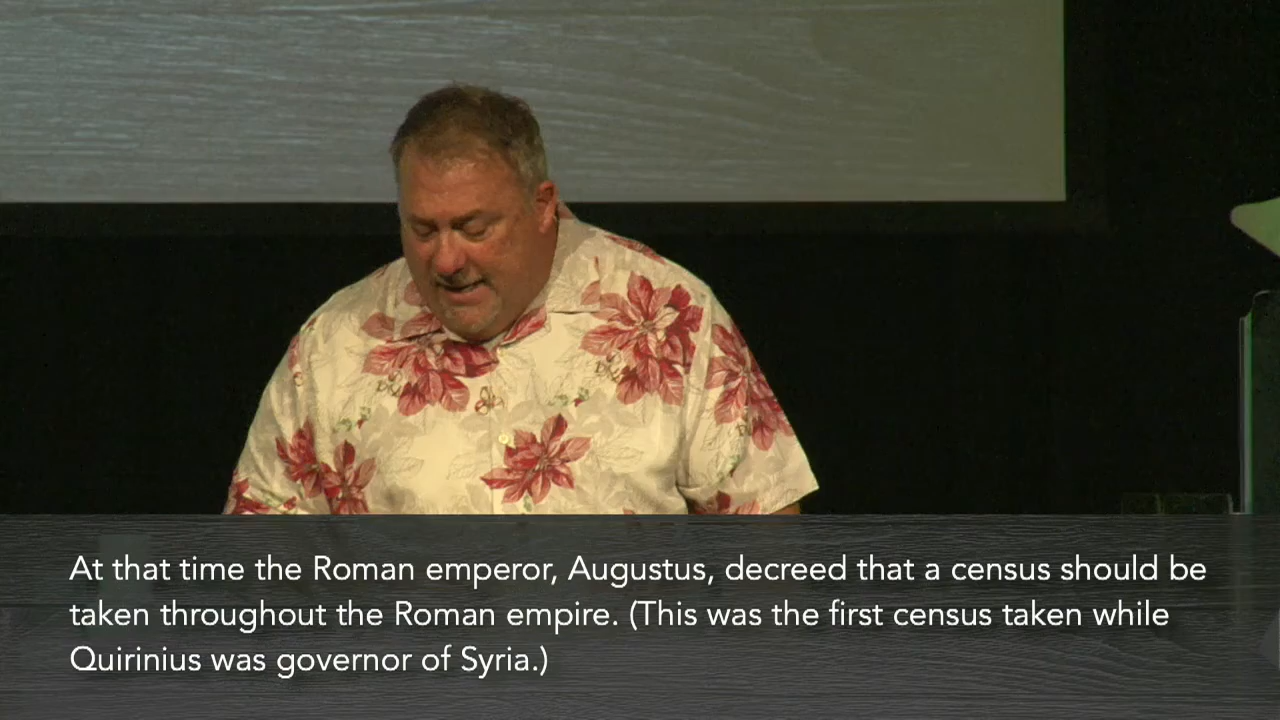 At that time the Roman emperor, Augustus, decreed that a census should be
taken throughout the Roman empire. (This was the first census taken while
Quirinius was governor of Syria.)